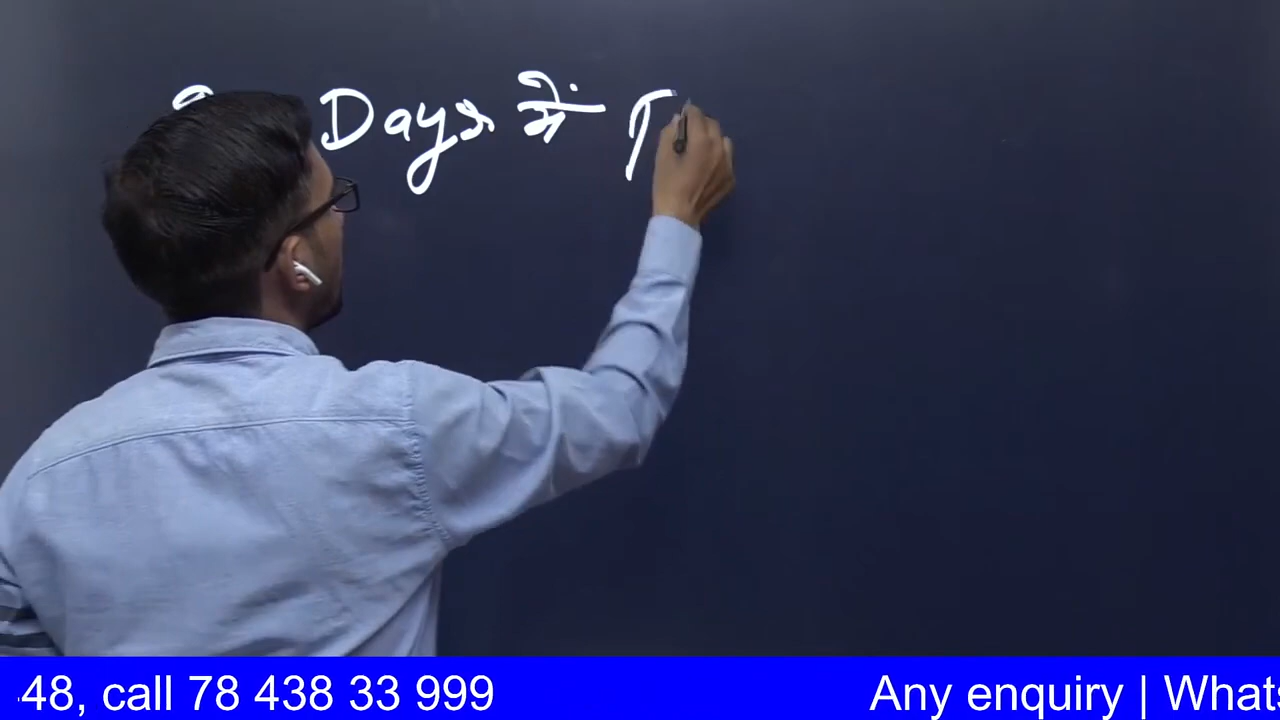 Days में
48, call 78 438 33 999 Any enquiry | Whats